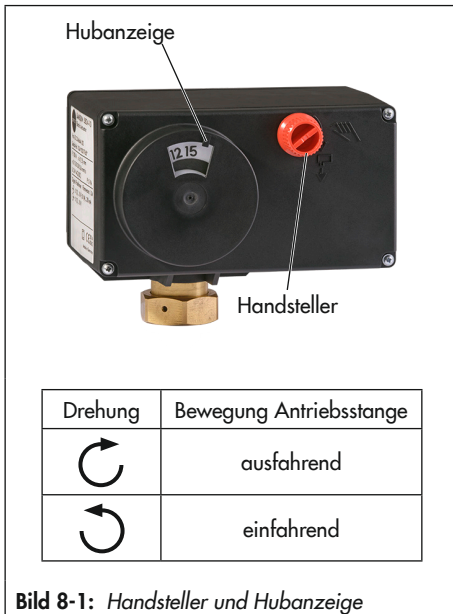 Hubanzeige
12 15
Handsteller
Drehung Bewegung Antriebsstange
ausfahrend
einfahrend
Bild 8-1: Handsteller und Hubanzeige